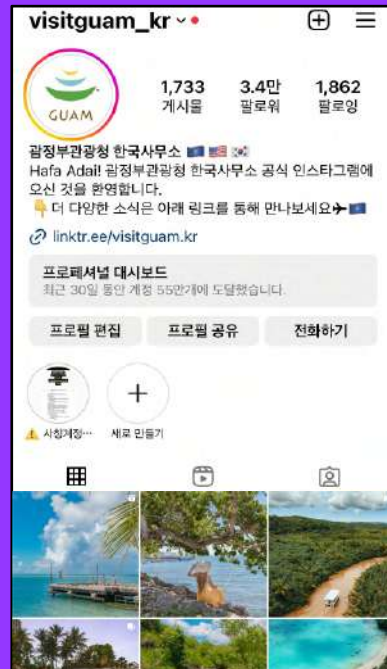 visitguam_kr
GUAM
1,733 3.4만 1,862
게시물 팔로워 팔로잉
괌정부관광청 한국사무소 🇬🇺 🇺🇸 🇰🇷
Hafa Adai! 괌정부관광청 한국사무소 공식 인스타그램에
오신 것을 환영합니다.
👇 더 다양한 소식은 아래 링크를 통해 만나보세요✈🇬🇺
linktr.ee/visitguam.kr
프로페셔널 대시보드
최근 30일 동안 계정 55만개에 도달했습니다.
프로필 편집 프로필 공유 전화하기
⚠️ 사칭계정... 새로 만들기